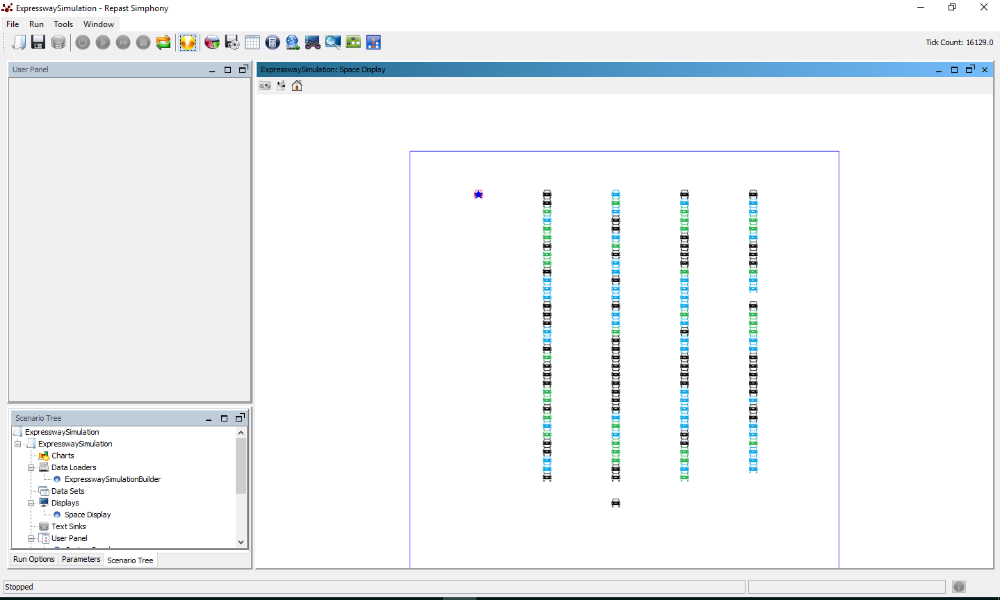 ExpresswaySimulation - Repast Simphony
File Run Tools Window
Tick Count: 16129.0
User Panel
ExpresswaySimulation: Space Display
Scenario Tree
ExpresswaySimulation
ExpresswaySimulation
Charts
Data Loaders
ExpresswaySimulationBuilder
Data Sets
Displays
Space Display
Text Sinks
User Panel
Run Options Parameters Scenario Tree
Stopped